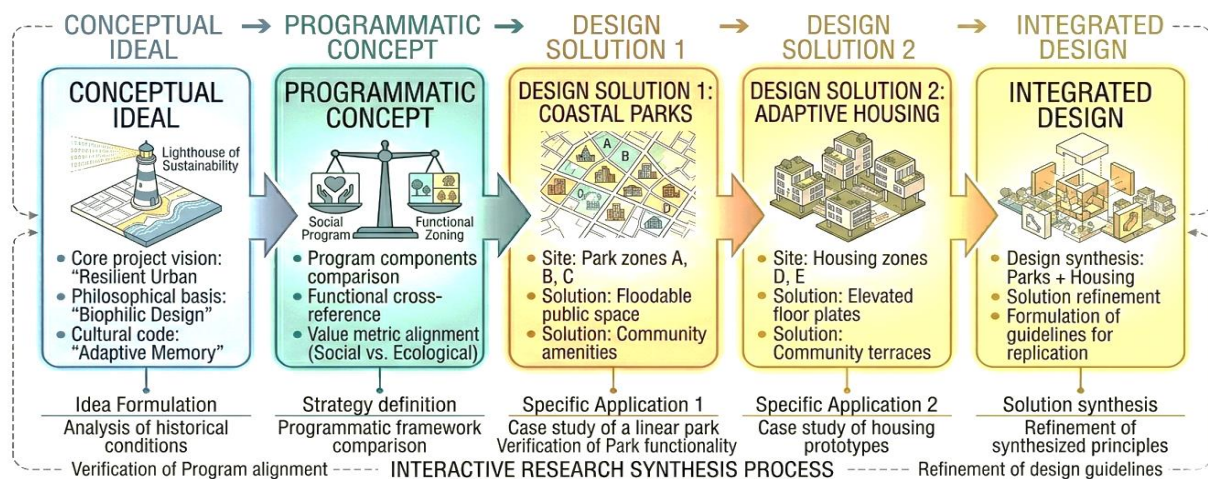 CONCEPTUAL
IDEAL
PROGRAMMATIC
CONCEPT
DESIGN
SOLUTION 1
DESIGN
SOLUTION 2
INTEGRATED
DESIGN
CONCEPTUAL
IDEAL
Lighthouse of
Sustainability
Core project vision:
“Resilient Urban
Philosophical basis:
“Biophilic Design”
Cultural code:
“Adaptive Memory”
Idea Formulation
Analysis of historical
conditions
PROGRAMMATIC
CONCEPT
Social
Program
Functional
Zoning
Program components
comparison
Functional cross-
reference
Value metric alignment
(Social vs. Ecological)
Strategy definition
Programmatic framework
comparison
DESIGN SOLUTION 1:
COASTAL PARKS
A
B
D
Site: Park zones A,
B, C
Solution: Floodable
public space
Solution: Community
amenities
Specific Application 1
Case study of a linear park
Verification of Park functionality
DESIGN SOLUTION 2:
ADAPTIVE HOUSING
Site: Housing zones
D, E
Solution: Elevated
floor plates
Solution:
Community terraces
Specific Application 2
Case study of housing
prototypes
INTEGRATED
DESIGN
Design synthesis:
Parks + Housing
Solution refinement
Formulation of
guidelines for
replication
Solution synthesis
Refinement of
synthesized principles
Verification of Program alignment
INTERACTIVE RESEARCH SYNTHESIS PROCESS
Refinement of design guidelines